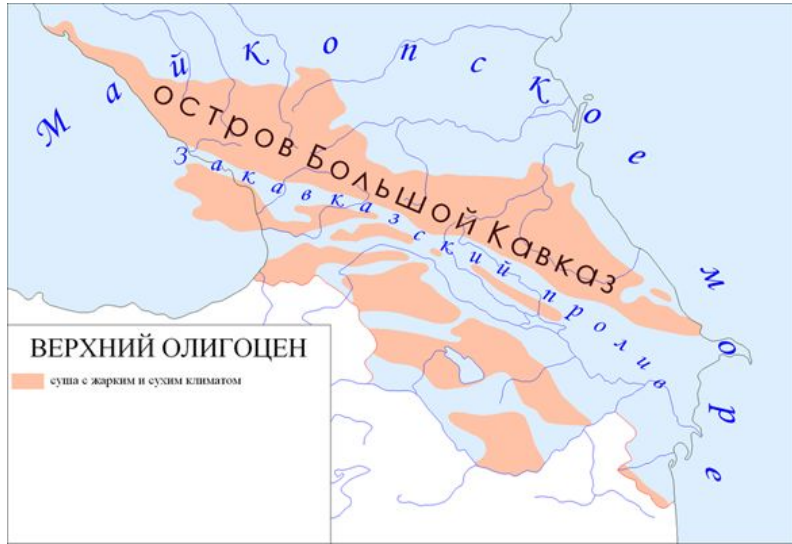 Майкопское море
остров Большой Кавказ
Закавказский пролив
ВЕРХНИЙ ОЛИГОЦЕН
суша с жарким и сухим климатом